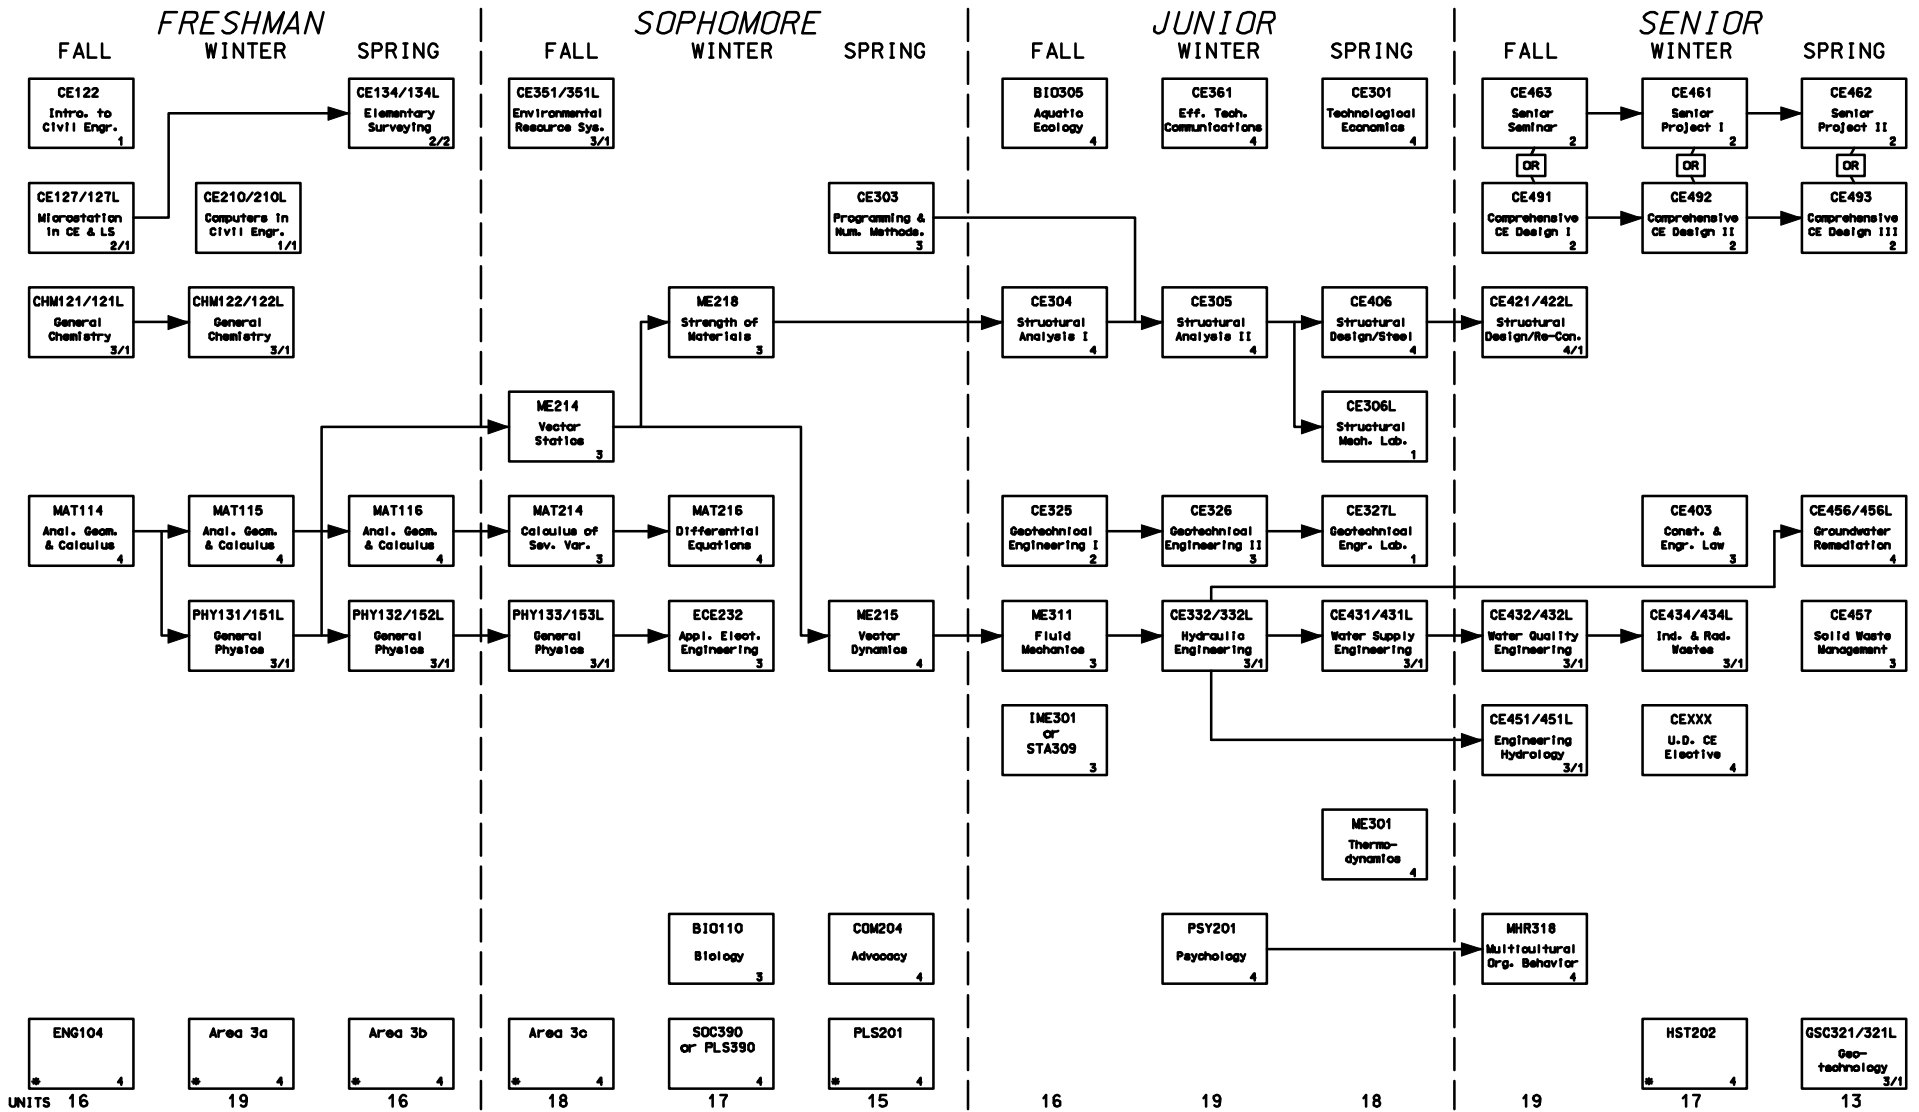 FRESHMAN
SOPHOMORE
JUNIOR
SENIOR
FALL
WINTER
SPRING
FALL
WINTER
SPRING
FALL
WINTER
SPRING
FALL
WINTER
SPRING
CE122
Intro. to
Civil Engr.
1
CE134/134L
Elementary
Surveying
2/2
CE351/351L
Environmental
Resource Sys.
3/1
BIO305
Aquatic
Ecology
4
CE361
Eff. Tech.
Communications
4
CE301
Technological
Economics
4
CE463
Senior
Seminar
2
CE461
Senior
Project I
2
CE462
Senior
Project II
2
OR
OR
OR
CE127/127L
Microstation
in CE & LS
2/1
CE210/210L
Computers in
Civil Engr.
1/1
CE303
Programming &
Num. Methods.
3
CE491
Comprehensive
CE Design I
2
CE492
Comprehensive
CE Design II
2
CE493
Comprehensive
CE Design III
2
CHM121/121L
General
Chemistry
3/1
CHM122/122L
General
Chemistry
3/1
ME218
Strength of
Materials
3
CE304
Structural
Analysis I
4
CE305
Structural
Analysis II
4
CE406
Structural
Design/Steel
4
CE421/422L
Structural
Design/Re-Con.
4/1
ME214
Vector
Statics
3
CE306L
Structural
Mech. Lab.
1
MAT114
Anal. Geom.
& Calculus
4
MAT115
Anal. Geom.
& Calculus
4
MAT116
Anal. Geom.
& Calculus
4
MAT214
Calculus of
Sev. Var.
3
MAT216
Differential
Equations
4
CE325
Geotechnical
Engineering I
2
CE326
Geotechnical
Engineering II
3
CE327L
Geotechnical
Engr. Lab.
1
CE403
Const. &
Engr. Law
3
CE456/456L
Groundwater
Remediation
4
PHY131/151L
General
Physics
3/1
PHY132/152L
General
Physics
3/1
PHY133/153L
General
Physics
3/1
ECE232
Appl. Elect.
Engineering
3
ME215
Vector
Dynamics
4
ME311
Fluid
Mechanics
3
CE332/332L
Hydraulic
Engineering
3/1
CE431/431L
Water Supply
Engineering
3/1
CE432/432L
Water Quality
Engineering
3/1
CE434/434L
Ind. & Rad.
Wastes
3/1
CE457
Solid Waste
Management
3
IME301
or
STA309
3
CE451/451L
Engineering
Hydrology
3/1
CEXXX
U.D. CE
Elective
4
ME301
Thermo-
dynamics
4
BIO110
Biology
3
COM204
Advocacy
4
PSY201
Psychology
4
MHR318
Multicultural
Org. Behavior
4
ENG104
* 4
Area 3a
* 4
Area 3b
* 4
Area 3c
* 4
SOC390
or PLS390
4
PLS201
* 4
HST202
* 4
GSC321/321L
Geo-
technology
3/1
UNITS 16 19 16 18 17 15 16 19 18 19 17 13